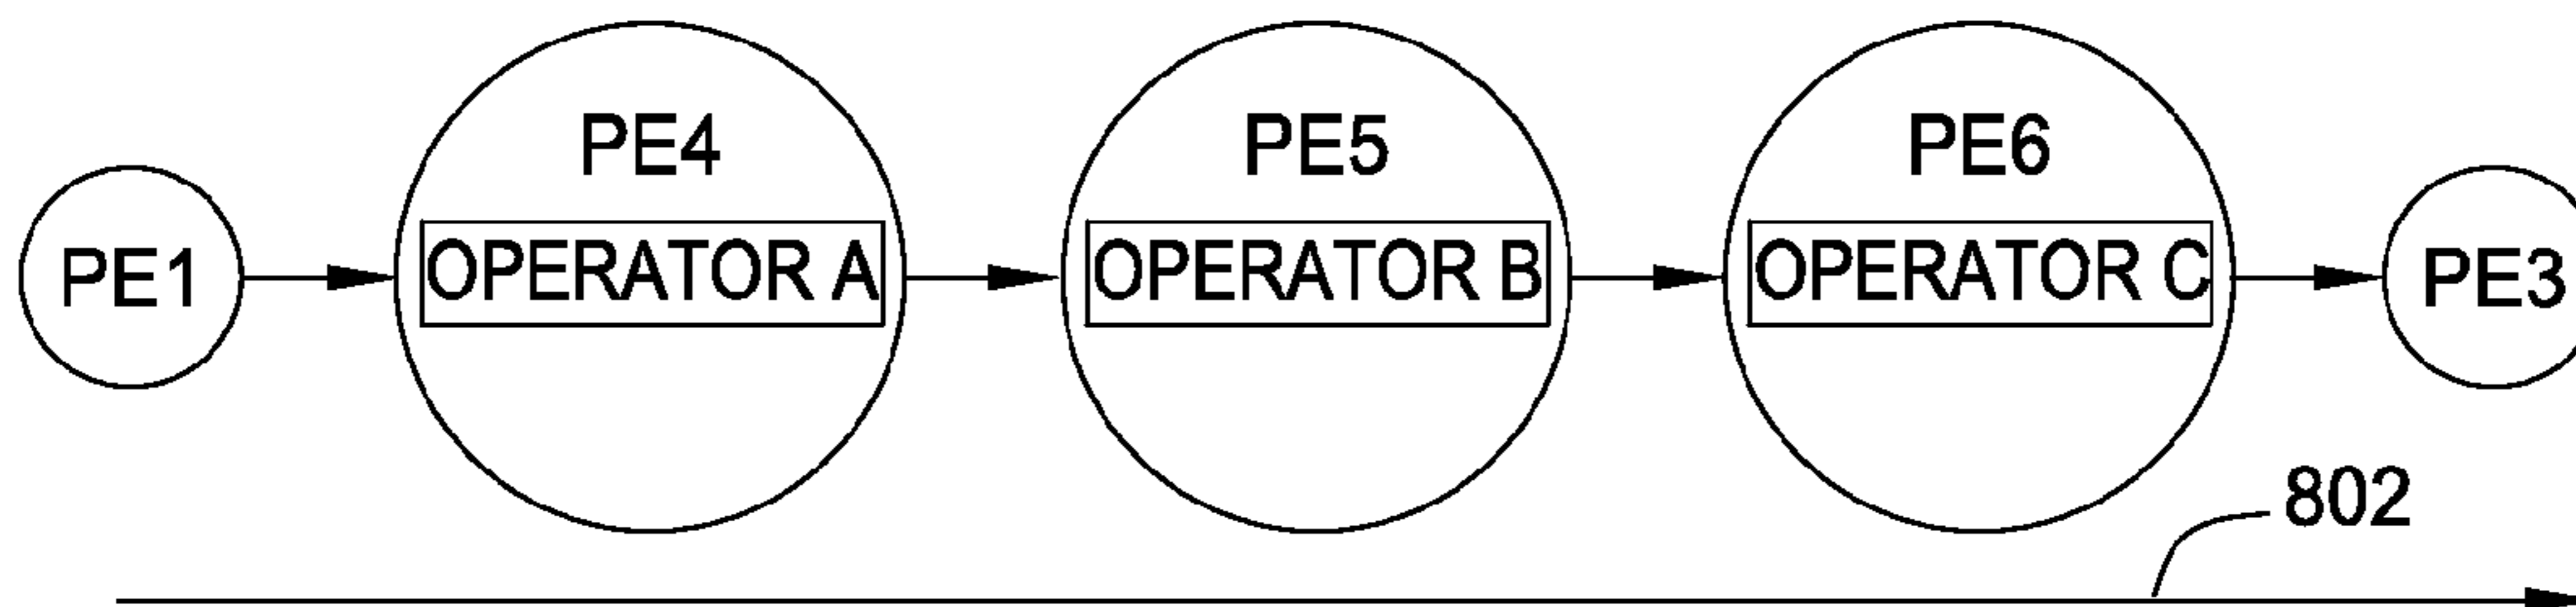 PE4
PE5
PE6
PE1
OPERATOR A
OPERATOR B
OPERATOR C
PE3
802